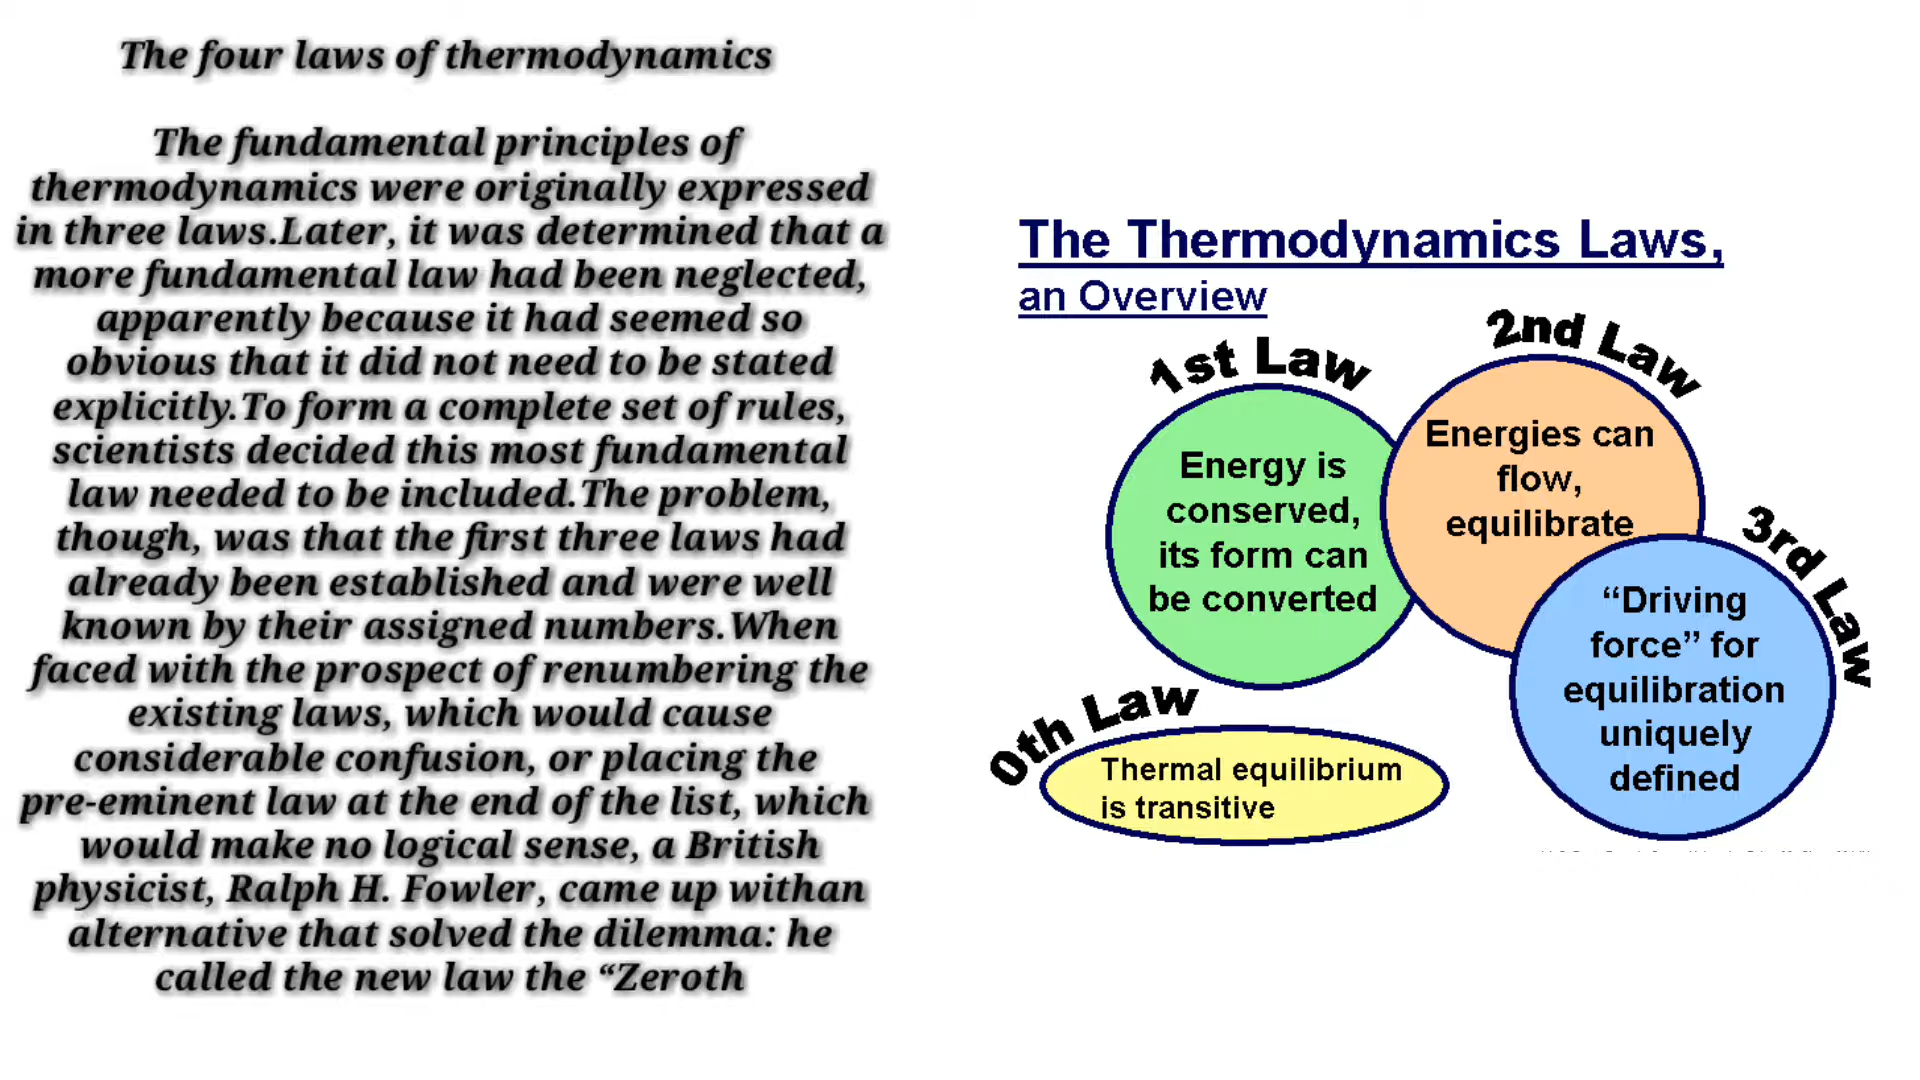 The four laws of thermodynamics
The fundamental principles of
thermodynamics were originally expressed
in three laws.Later, it was determined that a
more fundamental law had been neglected,
apparently because it had seemed so
obvious that it did not need to be stated
explicitly.To form a complete set of rules,
scientists decided this most fundamental
law needed to be included.The problem,
though, was that the first three laws had
already been established and were well
known by their assigned numbers.When
faced with the prospect of renumbering the
existing laws, which would cause
considerable confusion, or placing the
pre-eminent law at the end of the list, which
would make no logical sense, a British
physicist, Ralph H. Fowler, came up withan
alternative that solved the dilemma: he
called the new law the “Zeroth
The Thermodynamics Laws,
an Overview
1st Law
Energy is
conserved,
its form can
be converted
2nd Law
Energies can
flow,
equilibrate
3rd Law
“Driving
force” for
equilibration
uniquely
defined
0th Law
Thermal equilibrium
is transitive